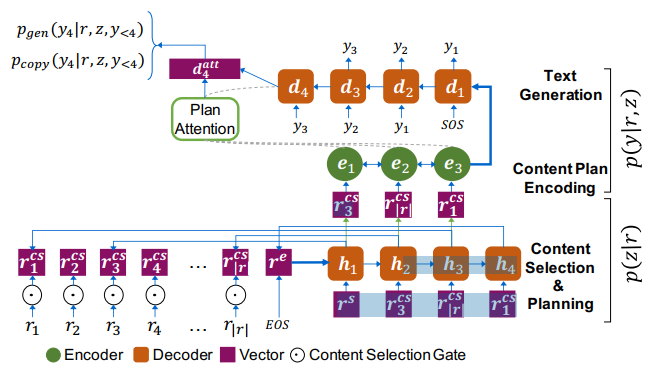 p_gen(y_4|r, z, y_<4)
p_copy(y_4|r, z, y_<4)
d_4^att
y_3 y_2 y_1
d_4 d_3 d_2 d_1
Text
Generation
Plan
Attention
y_3 y_2 y_1 SOS
p(y|r, z)
e_1 e_2 e_3
Content Plan
Encoding
r_3^cs r_|r|^cs r_1^cs
r_1^cs r_2^cs r_3^cs r_4^cs ... r_|r|^cs r^e
h_1 h_2 h_3 h_4
Content
Selection
&
Planning
p(z|r)
r^s r_3^cs r_|r|^cs r_1^cs
r_1 r_2 r_3 r_4 ... r_|r| EOS
Encoder Decoder Vector Content Selection Gate